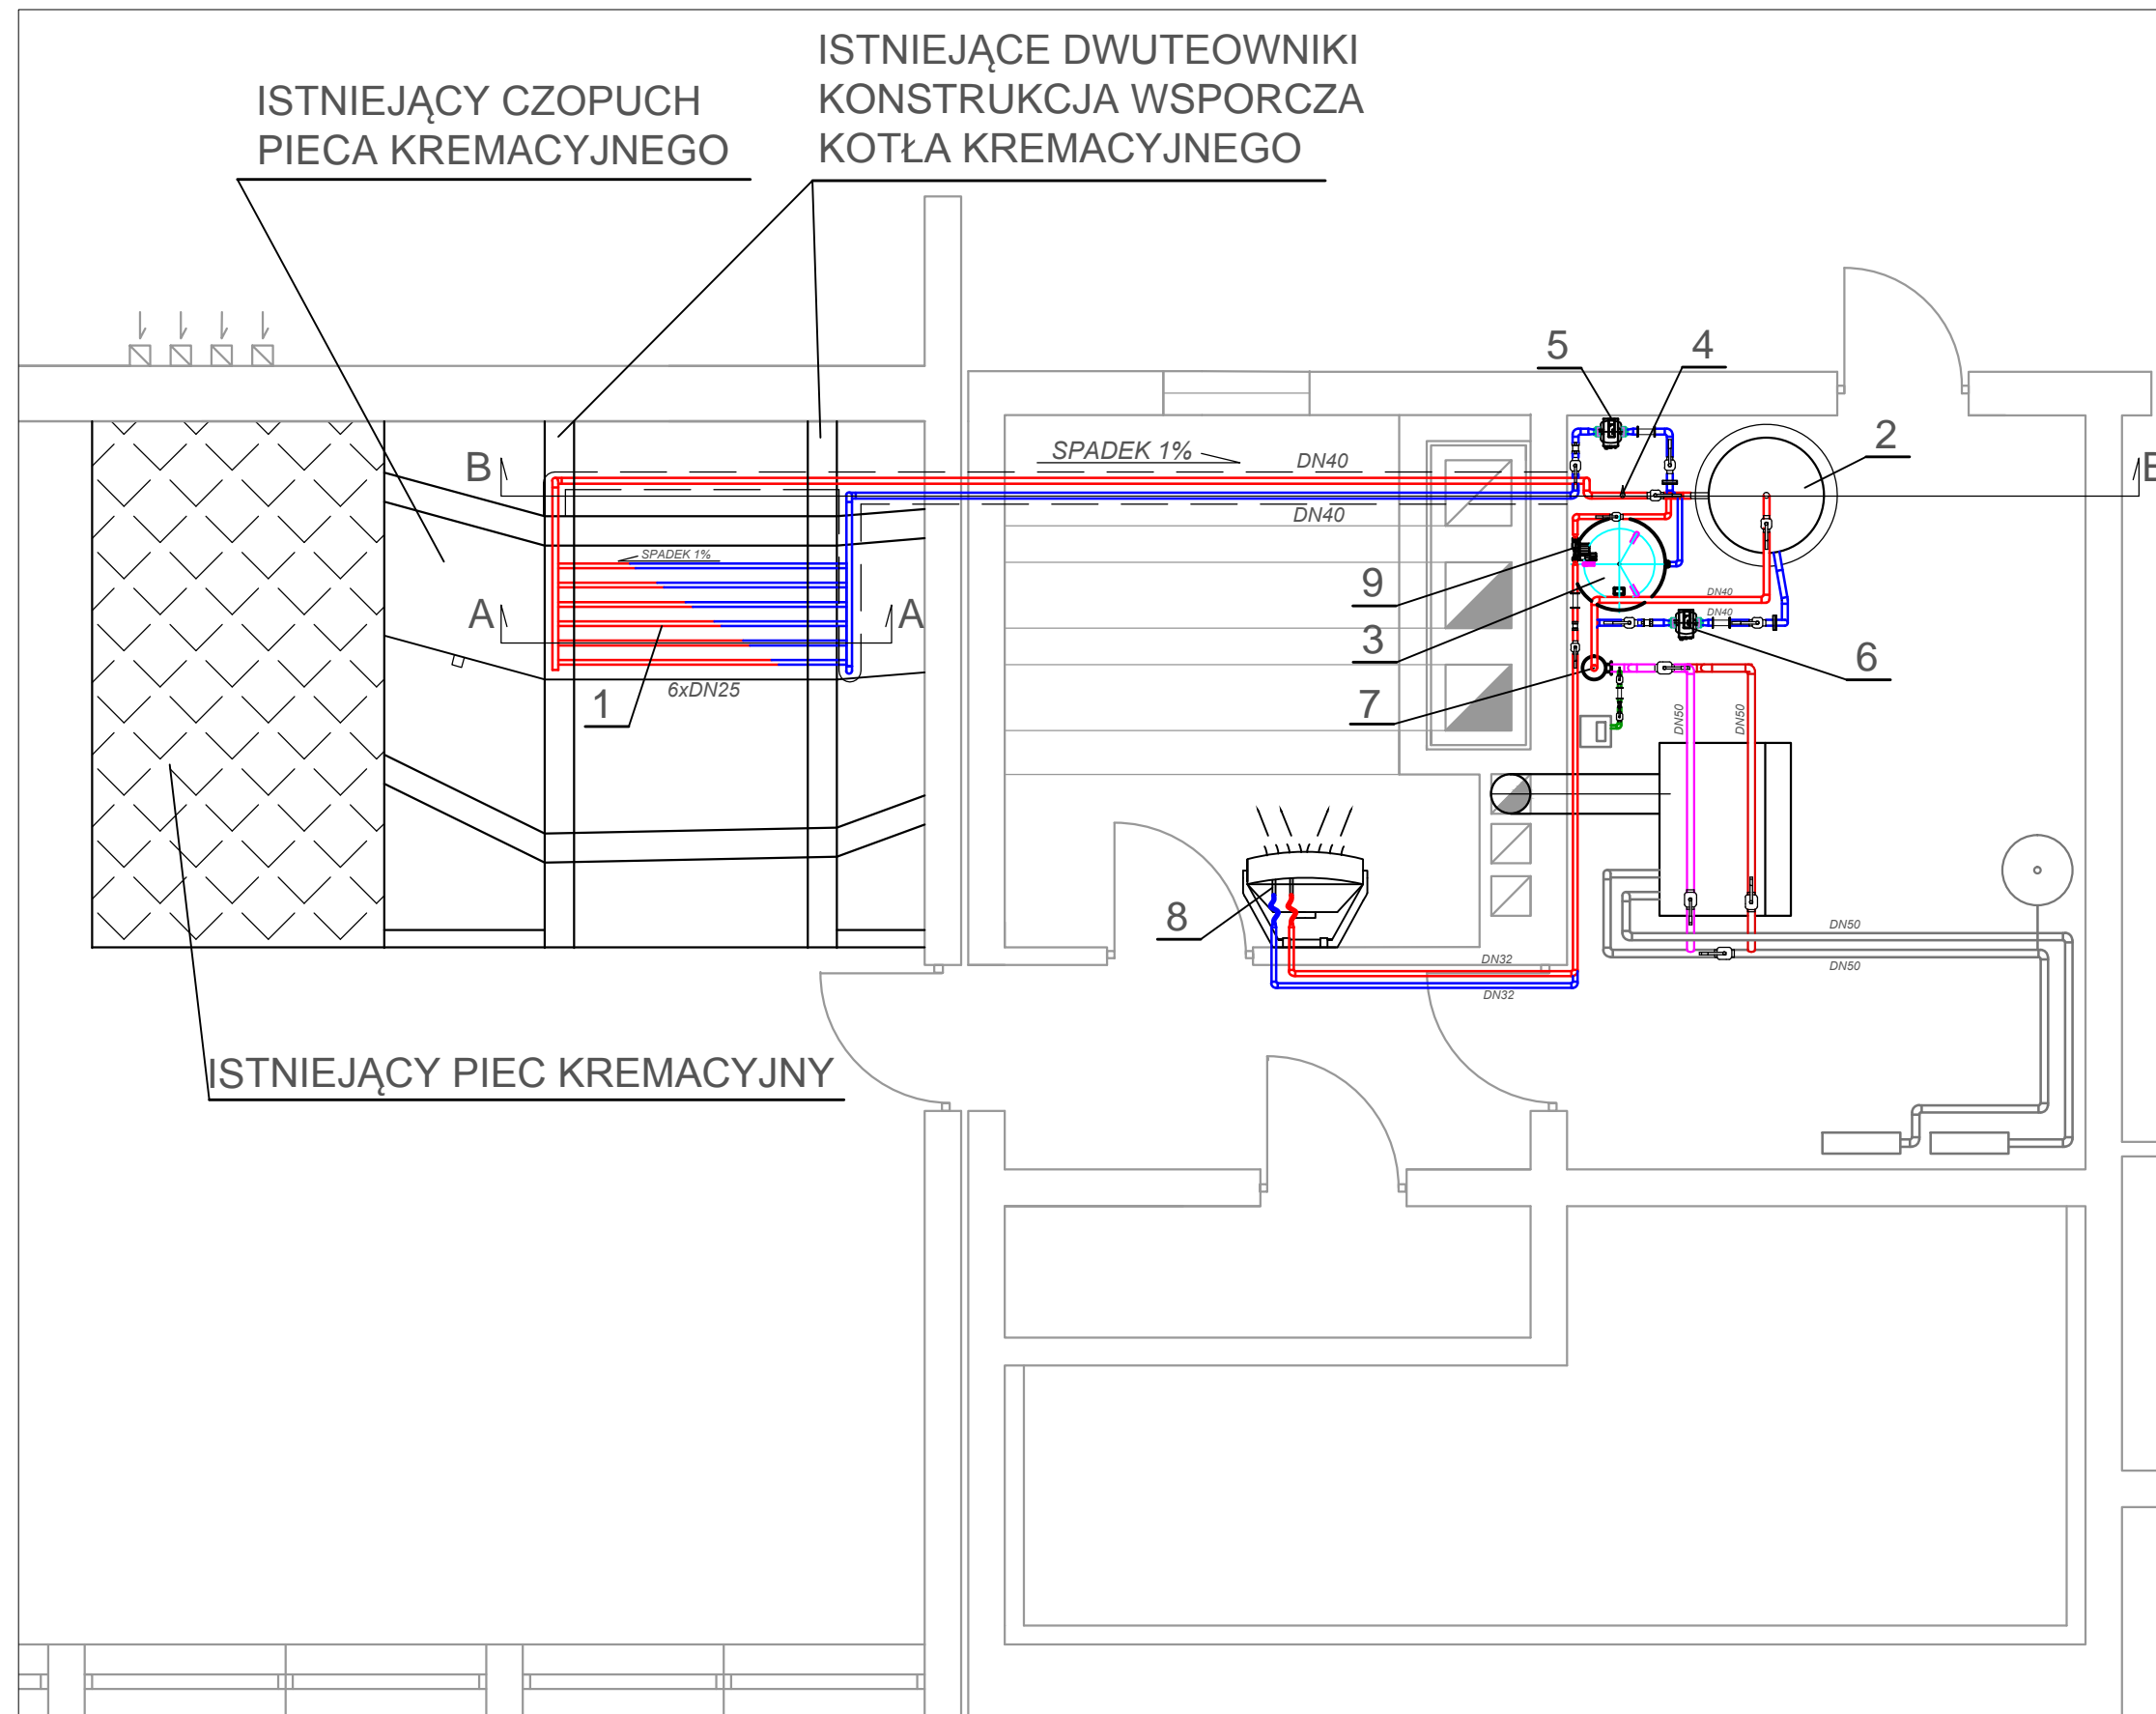 ISTNIEJĄCE DWUTEOWNIKI
KONSTRUKCJA WSPORCZA
KOTŁA KREMACYJNEGO
ISTNIEJĄCY CZOPUCH
PIECA KREMACYJNEGO
5
4
2
B
SPADEK 1%
DN40
B
DN40
SPADEK 1%
9
DN40
A
A
DN40
3
6
6xDN25
1
7
DN50
DN50
8
DN50
DN32
DN50
DN32
ISTNIEJĄCY PIEC KREMACYJNY